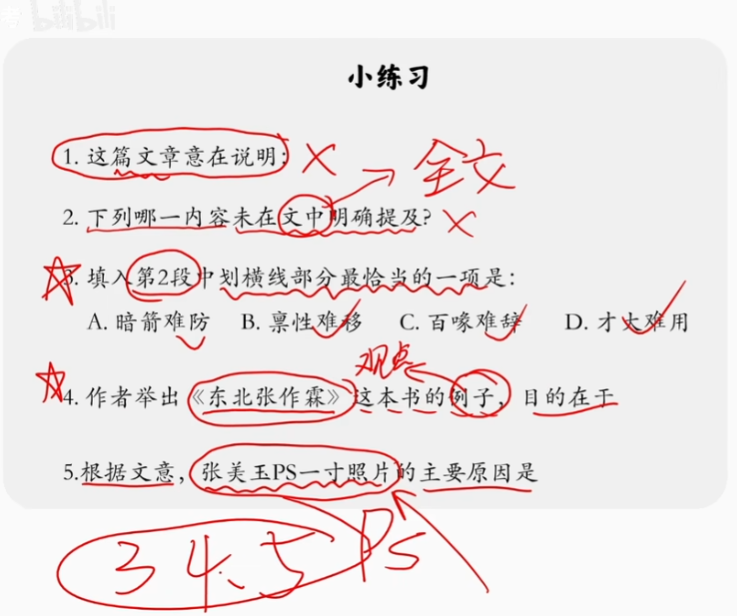 bilibili
小练习
1. 这篇文章意在说明： ×
全文
2. 下列哪一内容未在文中明确提及? ×
3. 填入第2段中划横线部分最恰当的一项是：
A. 暗箭难防 B. 禀性难移 C. 百喙难辞 D. 才大难用
观点
4. 作者举出《东北张作霖》这本书的例子，目的在于
5.根据文意，张美玉PS一寸照片的主要原因是
3 4、5 Ps